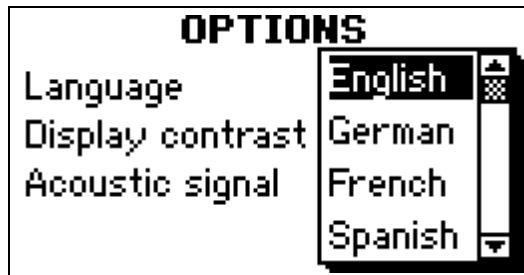 OPTIONS
Language
Display contrast
Acoustic signal
English
German
French
Spanish